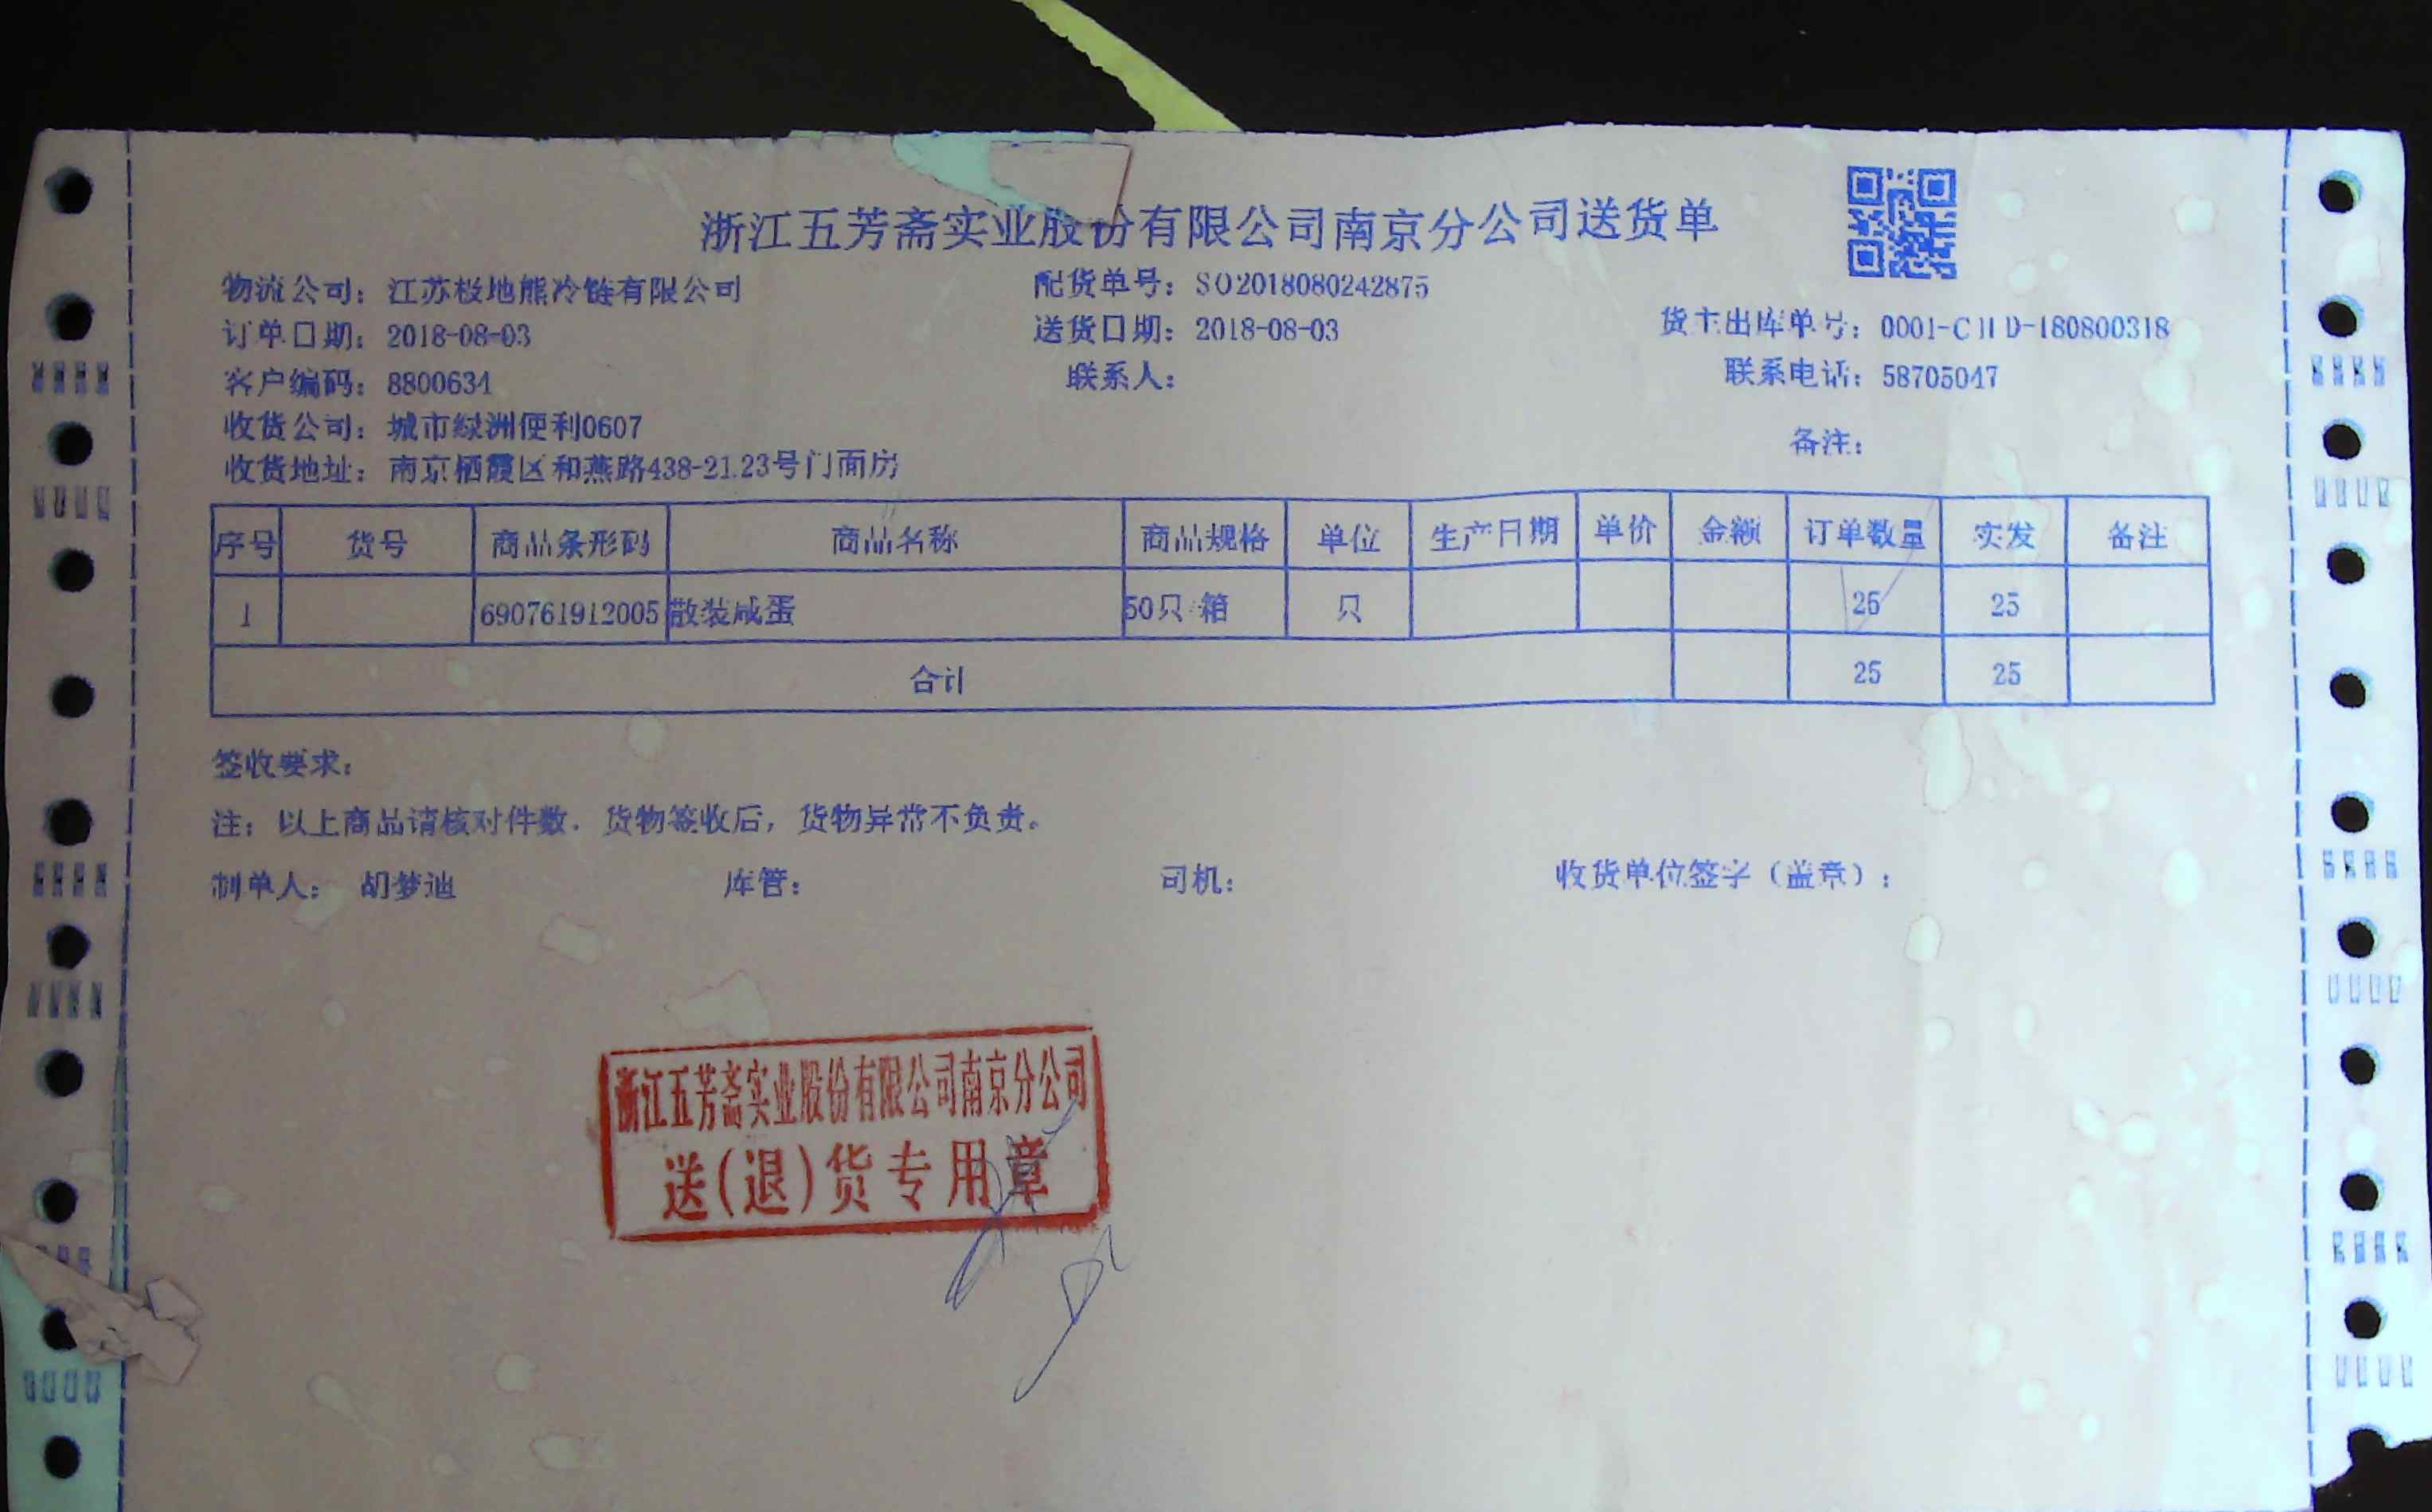 浙江五芳斋实业股份有限公司南京分公司送货单
物流公司：江苏极地熊冷链有限公司 配货单号：SO2018080242875
订单日期：2018-08-03 送货日期：2018-08-03 货主出库单号：0001-CHD-180800318
客户编码：8800634 联系人： 联系电话：58705047
收货公司：城市绿洲便利0607 备注：
收货地址：南京栖霞区和燕路438-21.23号门面房
序号 货号 商品条形码 商品名称 商品规格 单位 生产日期 单价 金额 订单数量 实发 备注
1 690761912005 散装咸蛋 50只/箱 只 25 25
合计 25 25
签收要求：
注：以上商品请核对件数．货物签收后，货物异常不负责。
制单人：胡梦迪 库管： 司机： 收货单位签字（盖章）：
浙江五芳斋实业股份有限公司南京分公司
送(退)货专用章